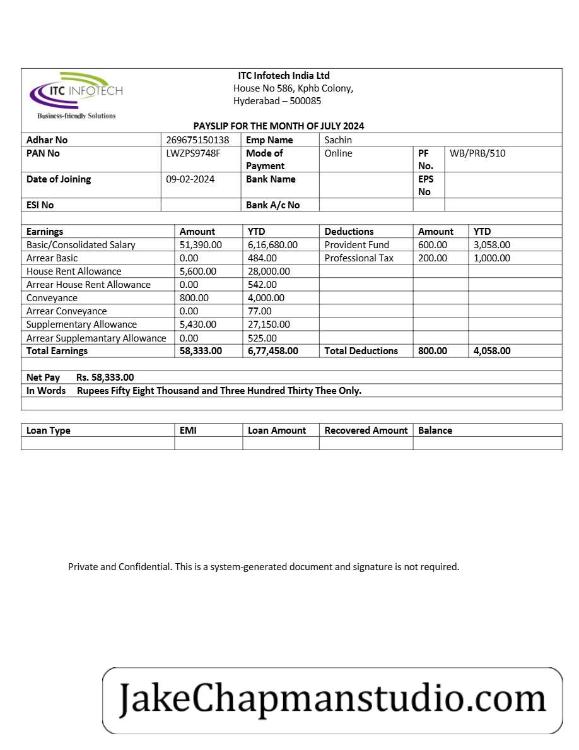 ITC INFOTECH
Business-friendly Solutions
ITC Infotech India Ltd
House No 586, Kphb Colony,
Hyderabad – 500085
PAYSLIP FOR THE MONTH OF JULY 2024
Adhar No 269675150138 Emp Name Sachin
PAN No LWZPS9748F Mode of Payment Online PF No. WB/PRB/510
Date of Joining 09-02-2024 Bank Name EPS No
ESI No Bank A/c No
Earnings Amount YTD Deductions Amount YTD
Basic/Consolidated Salary 51,390.00 6,16,680.00 Provident Fund 600.00 3,058.00
Arrear Basic 0.00 484.00 Professional Tax 200.00 1,000.00
House Rent Allowance 5,600.00 28,000.00
Arrear House Rent Allowance 0.00 542.00
Conveyance 800.00 4,000.00
Arrear Conveyance 0.00 77.00
Supplementary Allowance 5,430.00 27,150.00
Arrear Supplemantary Allowance 0.00 525.00
Total Earnings 58,333.00 6,77,458.00 Total Deductions 800.00 4,058.00
Net Pay Rs. 58,333.00
In Words Rupees Fifty Eight Thousand and Three Hundred Thirty Thee Only.
Loan Type EMI Loan Amount Recovered Amount Balance
Private and Confidential. This is a system-generated document and signature is not required.
JakeChapmanstudio.com